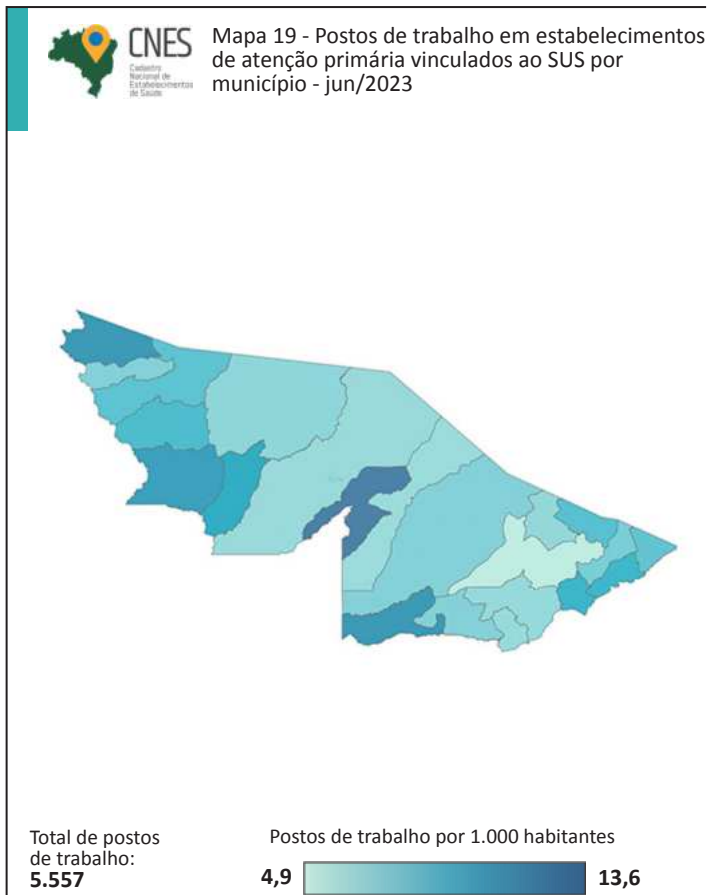 CNES
Cadastro
Nacional de
Estabelecimentos
de Saúde
Mapa 19 - Postos de trabalho em estabelecimentos
de atenção primária vinculados ao SUS por
município - jun/2023
Total de postos
de trabalho:
5.557
Postos de trabalho por 1.000 habitantes
4,9
13,6